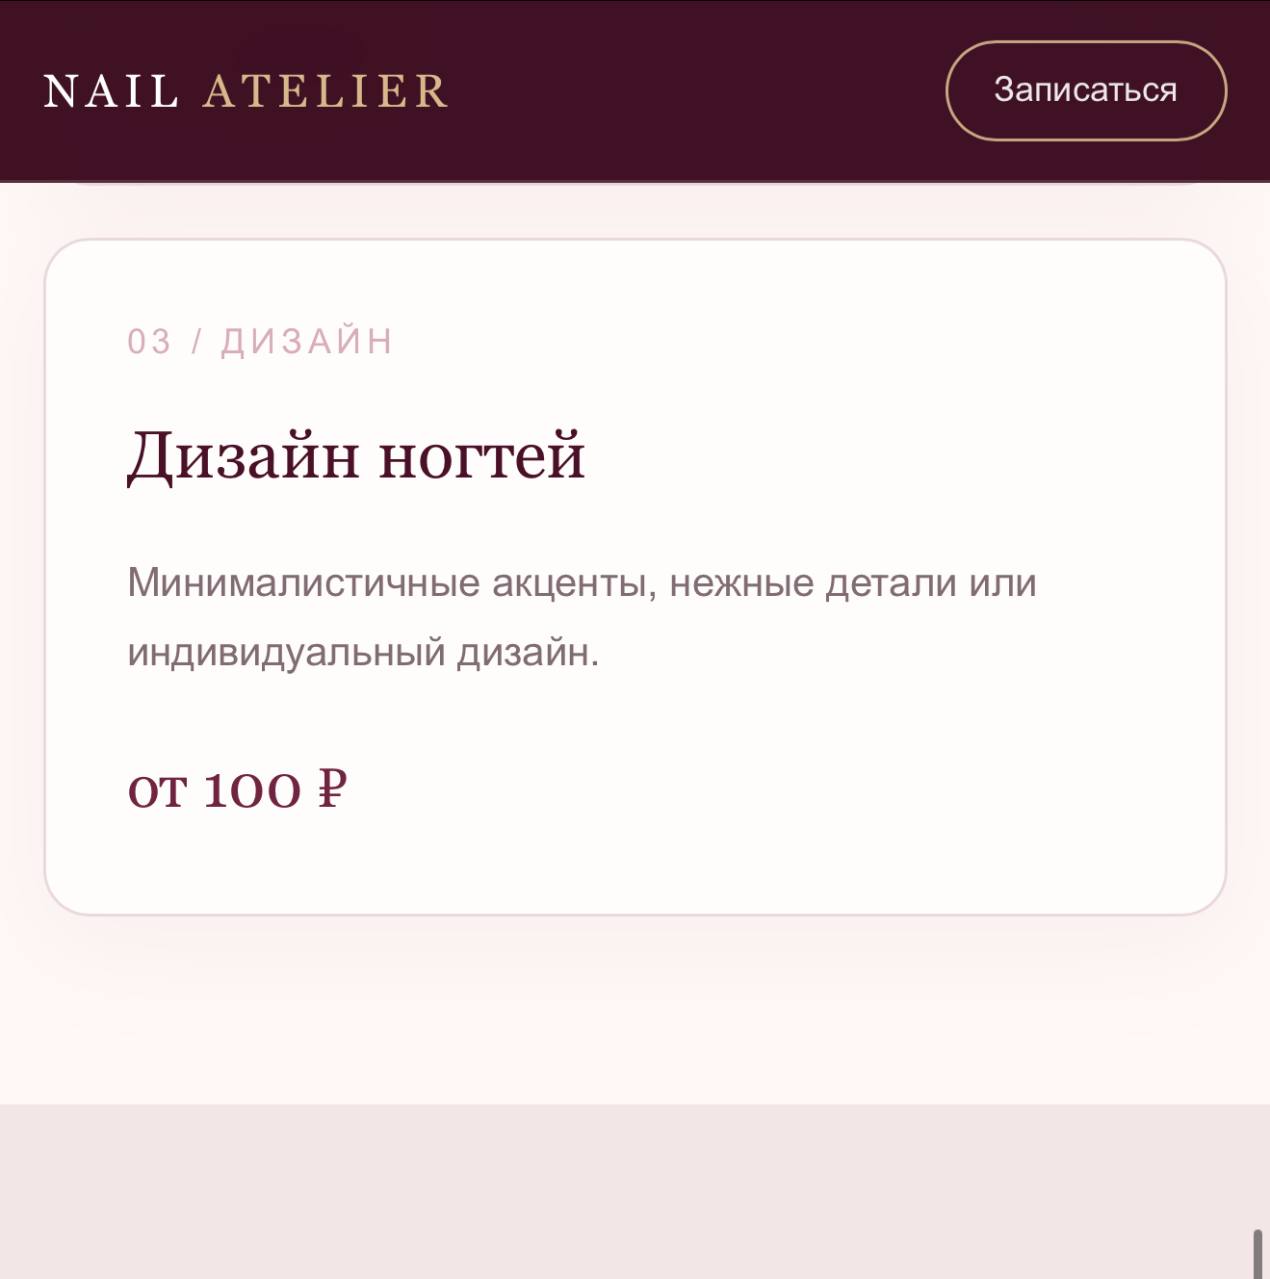 NAIL ATELIER
Записаться
03 / ДИЗАЙН
Дизайн ногтей
Минималистичные акценты, нежные детали или
индивидуальный дизайн.
от 100 ₽